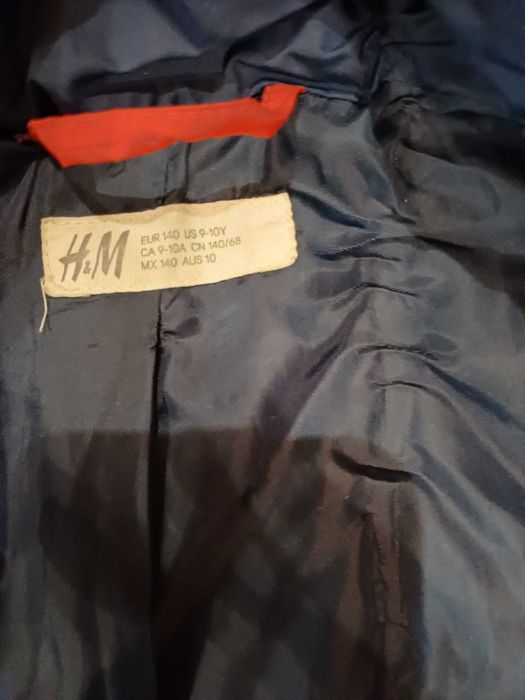 H&M
EUR 140 US 9-10Y
CA 9-10A CN 140/68
MX 140 AUS 10